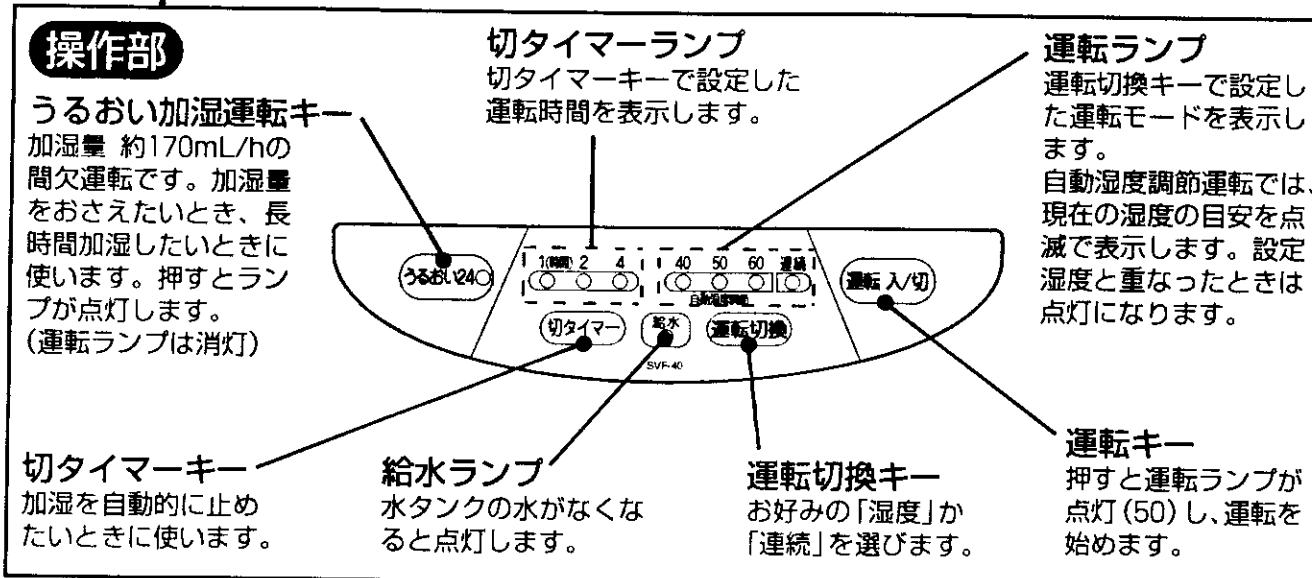 操作部
うるおい加湿運転キー
加湿量 約170mL/hの
間欠運転です。加湿量
をおさえたいとき、長
時間加湿したいときに
使います。押すとラン
プが点灯します。
(運転ランプは消灯)
切タイマーランプ
切タイマーキーで設定した
運転時間を表示します。
運転ランプ
運転切換キーで設定し
た運転モードを表示し
ます。
自動湿度調節運転では、
現在の湿度の目安を点
滅で表示します。設定
湿度と重なったときは
点灯になります。
うるおい24
1(時間) 2 4
40 50 60 連続
自動湿度調節
運転 入/切
切タイマー
給水
運転切換
SVF-40
切タイマーキー
加湿を自動的に止め
たいときに使います。
給水ランプ
水タンクの水がなくな
ると点灯します。
運転切換キー
お好みの「湿度」か
「連続」を選びます。
運転キー
押すと運転ランプが
点灯(50)し、運転を
始めます。